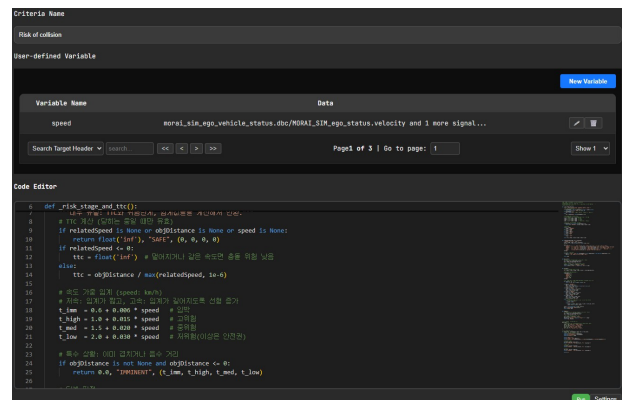 Criteria Name
Risk of collision
User-defined Variable
New Variable
Variable Name Data
speed morai_sim_ego_vehicle_status.dbc/MORAI_SIM_ego_status.velocity and 1 more signal...
Search Target Header search... << < > >> Page1 of 3 | Go to page: 1 Show 1
Code Editor
6 def _risk_stage_and_ttc():
7
8 # TTC 계산 (닫히는 중일 때만 유효)
9 if relatedSpeed is None or objDistance is None or speed is None:
10 return float('inf'), "SAFE", (0, 0, 0, 0)
11 if relatedSpeed <= 0:
12 ttc = float('inf') # 멀어지거나 같은 속도면 충돌 위험 낮음
13 else:
14 ttc = objDistance / max(relatedSpeed, 1e-6)
15
16 # 속도 가중 임계 (speed: km/h)
17 # 저속: 임계가 짧고, 고속: 임계가 길어지도록 선형 증가
18 t_imm = 0.6 + 0.006 * speed # 임박
19 t_high = 1.0 + 0.015 * speed # 고위험
20 t_med = 1.5 + 0.020 * speed # 중위험
21 t_low = 2.0 + 0.030 * speed # 저위험(이상은 안전권)
22
23 # 특수 상황: 이미 겹치거나 음수 거리
24 if objDistance is not None and objDistance <= 0:
25 return 0.0, "IMMINENT", (t_imm, t_high, t_med, t_low)
26
Run Settings